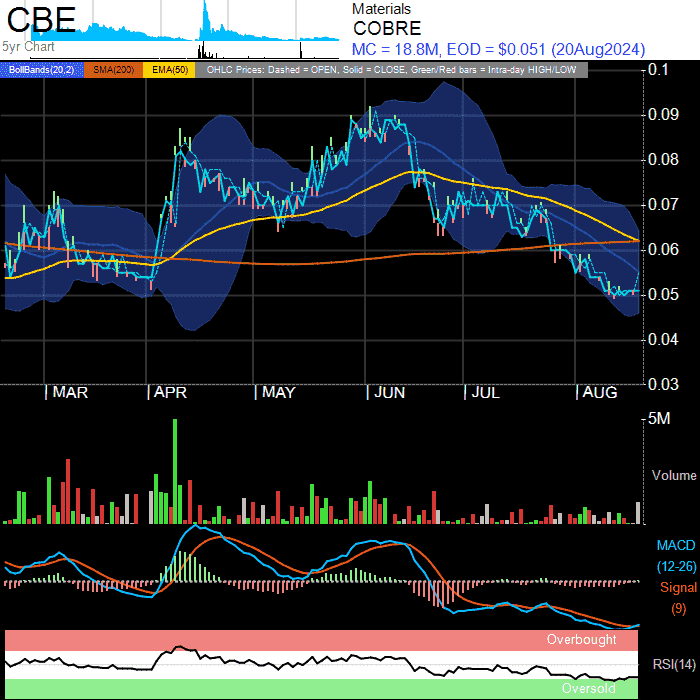 CBE
5yr Chart
Materials
COBRE
MC = 18.8M, EOD = $0.051 (20Aug2024)
BollBands(20,2) SMA(200) EMA(50) OHLC Prices: Dashed = OPEN, Solid = CLOSE, Green/Red bars = Intra-day HIGH/LOW
0.1
0.09
0.08
0.07
0.06
0.05
0.04
0.03
MAR APR MAY JUN JUL AUG
5M
Volume
MACD
(12-26)
Signal
(9)
Overbought
RSI(14)
Oversold